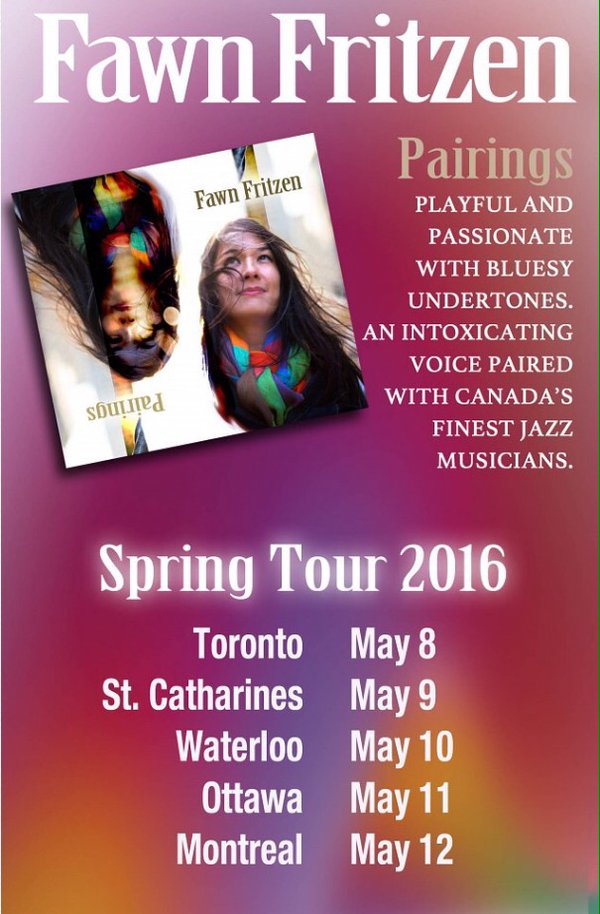 Fawn Fritzen
Fawn Fritzen
Pairings
Pairings
PLAYFUL AND
PASSIONATE
WITH BLUESY
UNDERTONES.
AN INTOXICATING
VOICE PAIRED
WITH CANADA'S
FINEST JAZZ
MUSICIANS.
Spring Tour 2016
Toronto May 8
St. Catharines May 9
Waterloo May 10
Ottawa May 11
Montreal May 12